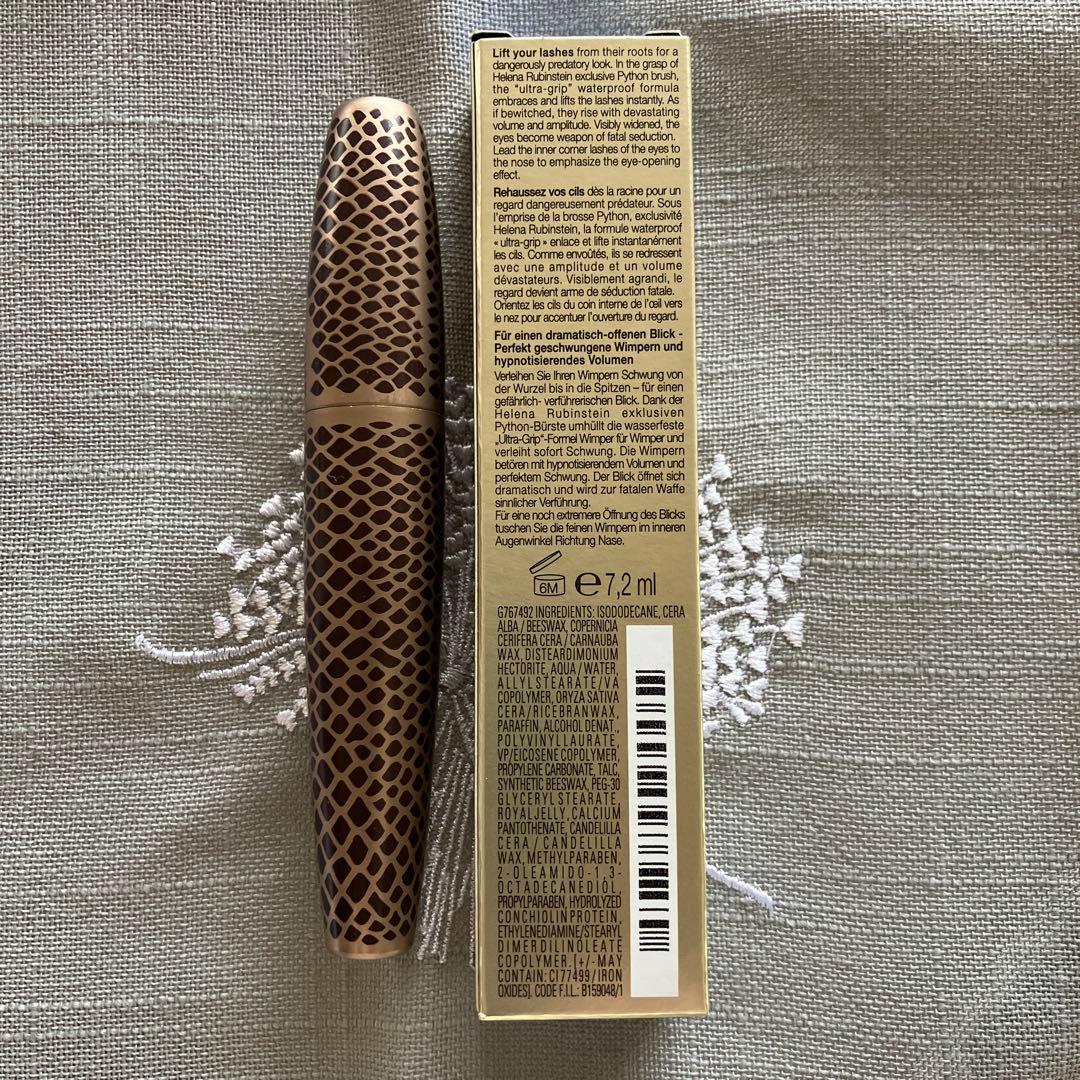 Lift your lashes from their roots for a
dangerously predatory look. In the grasp of
Helena Rubinstein exclusive Python brush,
the "ultra-grip" waterproof formula
embraces and lifts the lashes instantly. As
if bewitched, they rise with devastating
volume and amplitude. Visibly widened, the
eyes become weapon of fatal seduction.
Lead the inner corner lashes of the eyes to
the nose to emphasize the eye-opening
effect.
Rehaussez vos cils dès la racine pour un
regard dangereusement prédateur. Sous
l'emprise de la brosse Python, exclusivité
Helena Rubinstein, la formule waterproof
« ultra-grip » enlace et lifte instantanément
les cils. Comme envoûtés, ils se redressent
avec une amplitude et un volume
dévastateurs. Visiblement agrandi, le
regard devient arme de séduction fatale.
Orientez les cils du coin interne de l'œil vers
le nez pour accentuer l'ouverture du regard.
Für einen dramatisch-offenen Blick -
Perfekt geschwungene Wimpern und
hypnotisierendes Volumen
Verleihen Sie Ihren Wimpern Schwung von
der Wurzel bis in die Spitzen – für einen
gefährlich- verführerischen Blick. Dank der
Helena Rubinstein exklusiven
Python-Bürste umhüllt die wasserfeste
„Ultra-Grip"-Formel Wimper für Wimper und
verleiht sofort Schwung. Die Wimpern
betören mit hypnotisierendem Volumen und
perfektem Schwung. Der Blick öffnet sich
dramatisch und wird zur fatalen Waffe
sinnlicher Verführung.
Für eine noch extremere Öffnung des Blicks
tuschen Sie die feinen Wimpern im inneren
Augenwinkel Richtung Nase.
6M e 7,2 ml
G767492 INGREDIENTS: ISODODECANE, CERA
ALBA / BEESWAX, COPERNICIA
CERIFERA CERA / CARNAUBA
WAX, DISTEARDIMONIUM
HECTORITE, AQUA / WATER,
ALLYL STEARATE/VA
COPOLYMER, ORYZA SATIVA
CERA/RICE BRAN WAX,
PARAFFIN, ALCOHOL DENAT.,
POLYVINYL LAURATE,
VP/EICOSENE COPOLYMER,
PROPYLENE CARBONATE, TALC,
SYNTHETIC BEESWAX, PEG-30
GLYCERYL STEARATE,
ROYAL JELLY, CALCIUM
PANTOTHENATE, CANDELILLA
CERA / CANDELILLA
WAX, METHYLPARABEN,
2-OLEAMIDO-1,3-
OCTADECANEDIOL,
PROPYLPARABEN, HYDROLYZED
CONCHIOLIN PROTEIN,
ETHYLENEDIAMINE/STEARYL
DIMER DILINOLEATE
COPOLYMER. [+/- MAY
CONTAIN: CI 77499 / IRON
OXIDES]. CODE F.I.L.: B159048/1